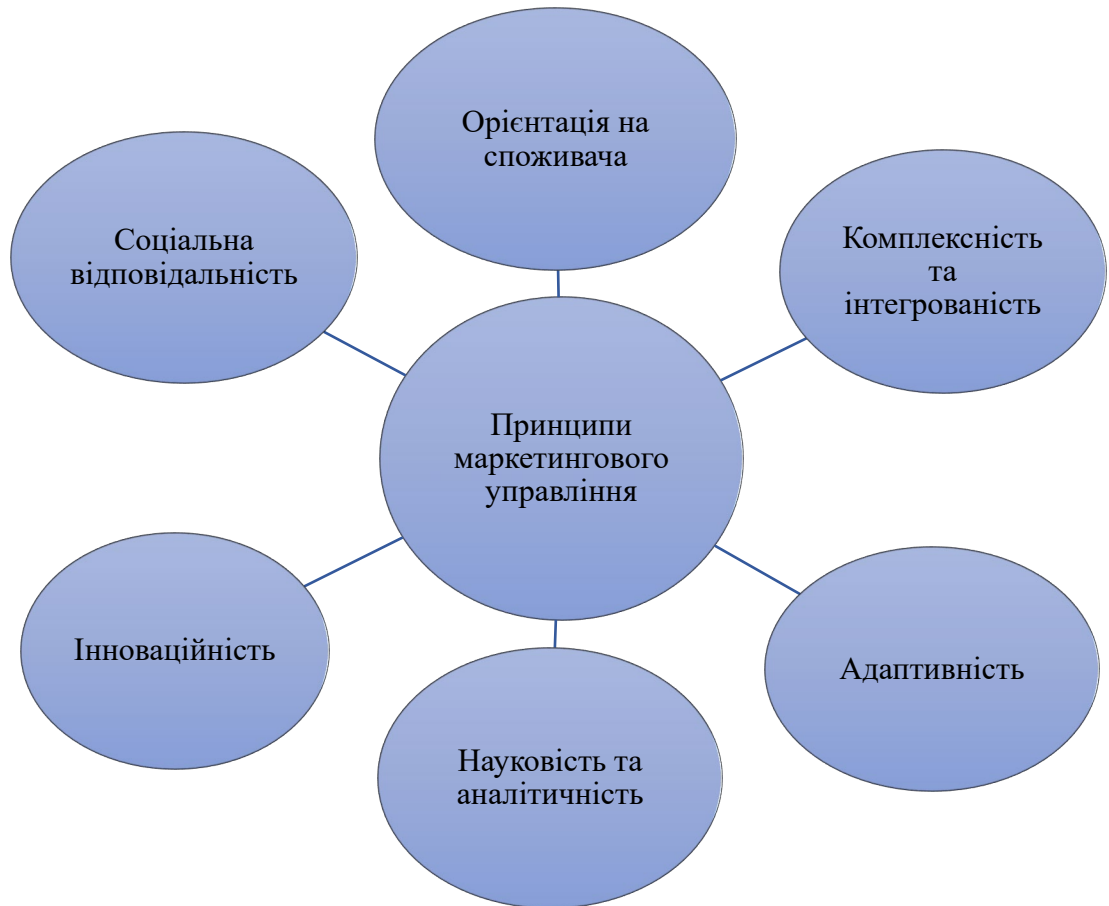 Орієнтація на
споживача
Соціальна
відповідальність
Комплексність
та
інтегрованість
Принципи
маркетингового
управління
Інноваційність
Адаптивність
Науковість та
аналітичність